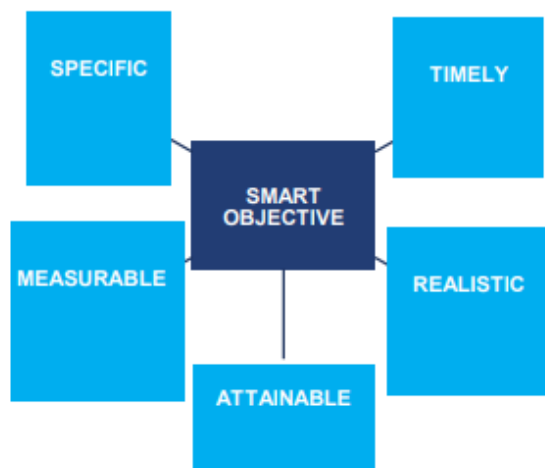 SPECIFIC
TIMELY
SMART
OBJECTIVE
MEASURABLE
REALISTIC
ATTAINABLE